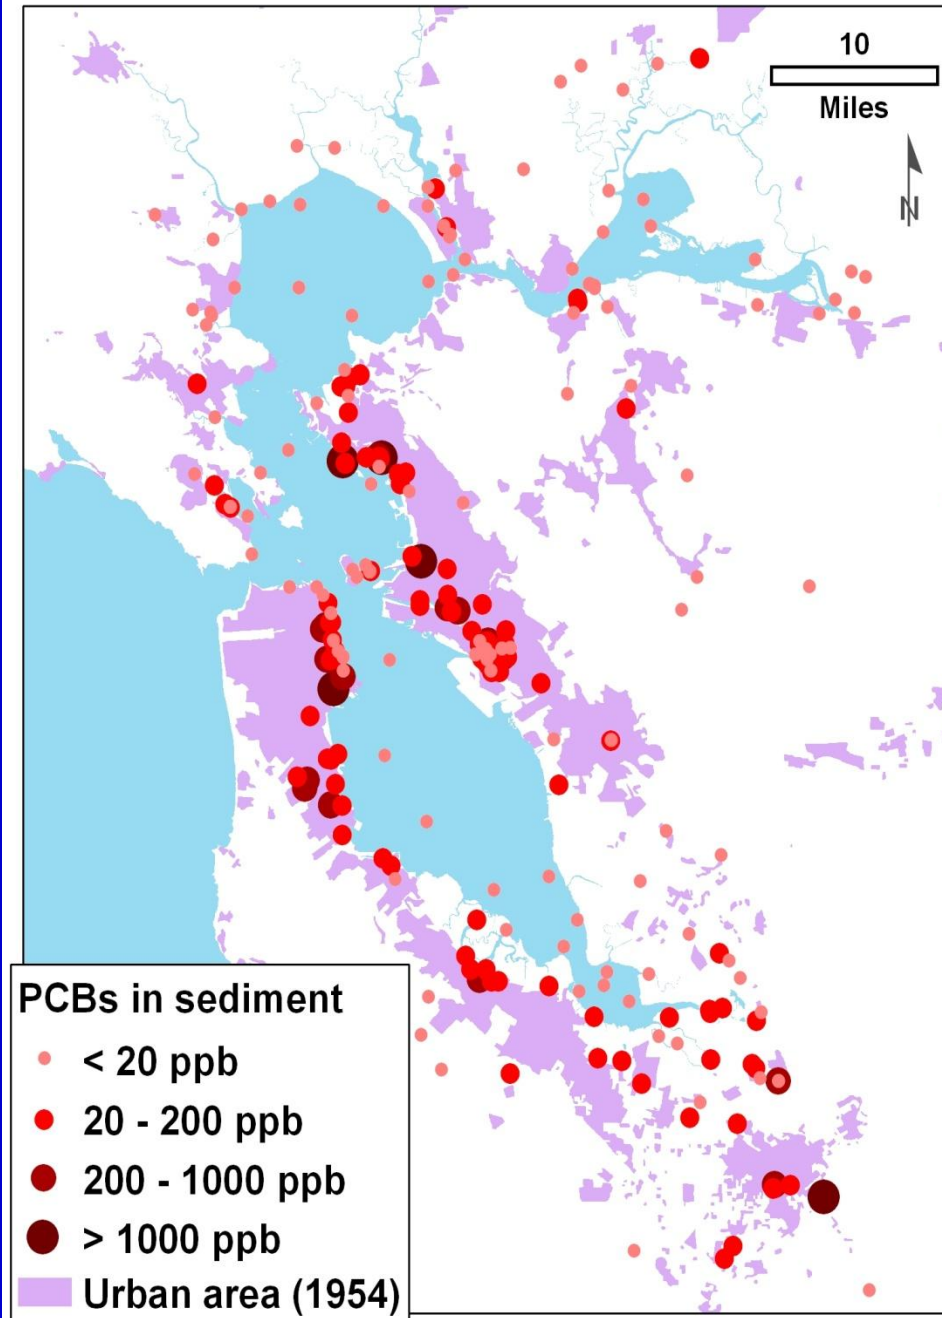 10
Miles
N
PCBs in sediment
< 20 ppb
20 - 200 ppb
200 - 1000 ppb
> 1000 ppb
Urban area (1954)